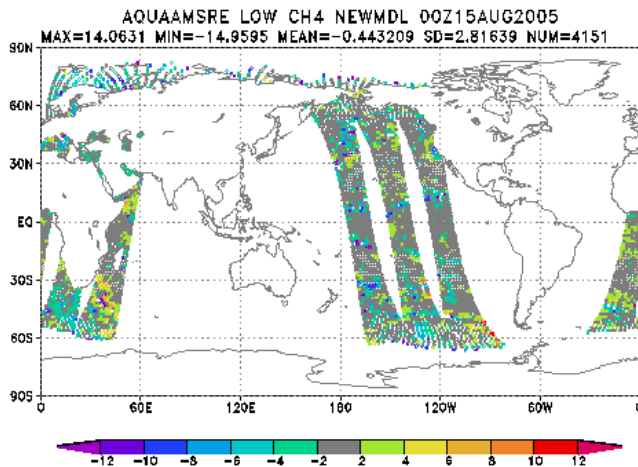 AQUAAMSRE LOW CH4 NEWMDL 00Z15AUG2005
MAX=14.0631 MIN=-14.9595 MEAN=-0.443209 SD=2.81639 NUM=4151
90N
60N
30N
EQ
30S
60S
90S
0 60E 120E 180 120W 60W 0
-12 -10 -8 -6 -4 -2 2 4 6 8 10 12